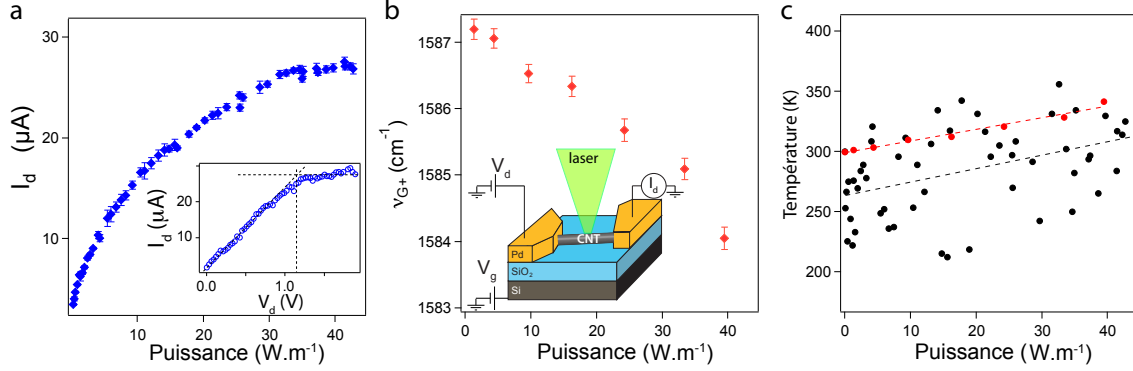 a
30
20
10
I_d (µA)
0
10
20
30
40
Puissance (W.m⁻¹)
I_d (µA)
30
20
10
0.0
1.0
V_d (V)
b
1587
1586
1585
1584
1583
ν_G+ (cm⁻¹)
laser
V_d
I_d
CNT
Pd
SiO₂
Si
V_g
0
10
20
30
40
Puissance (W.m⁻¹)
c
400
350
300
250
200
Température (K)
0
10
20
30
40
Puissance (W.m⁻¹)